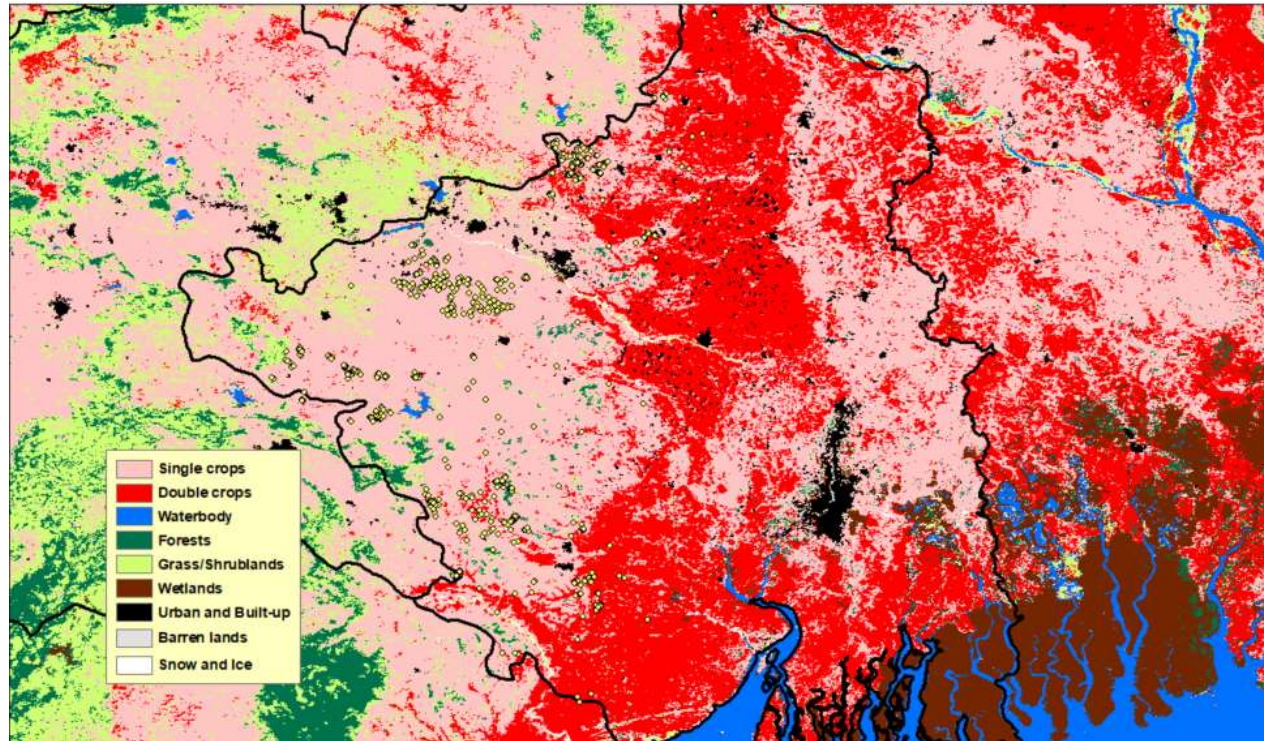 Single crops
Double crops
Waterbody
Forests
Grass/Shrublands
Wetlands
Urban and Built-up
Barren lands
Snow and Ice